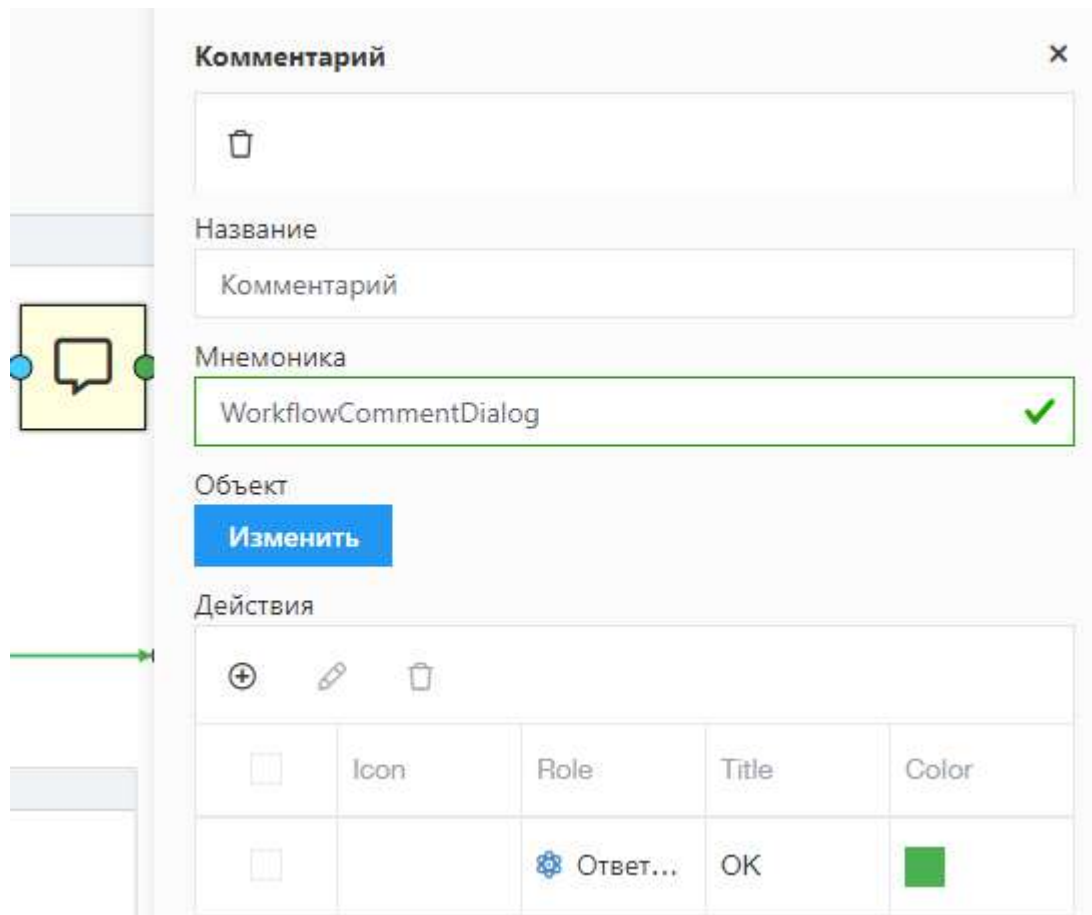 Комментарий
Название
Комментарий
Мнемоника
WorkflowCommentDialog
Объект
Изменить
Действия
Icon Role Title Color
Ответ... OK